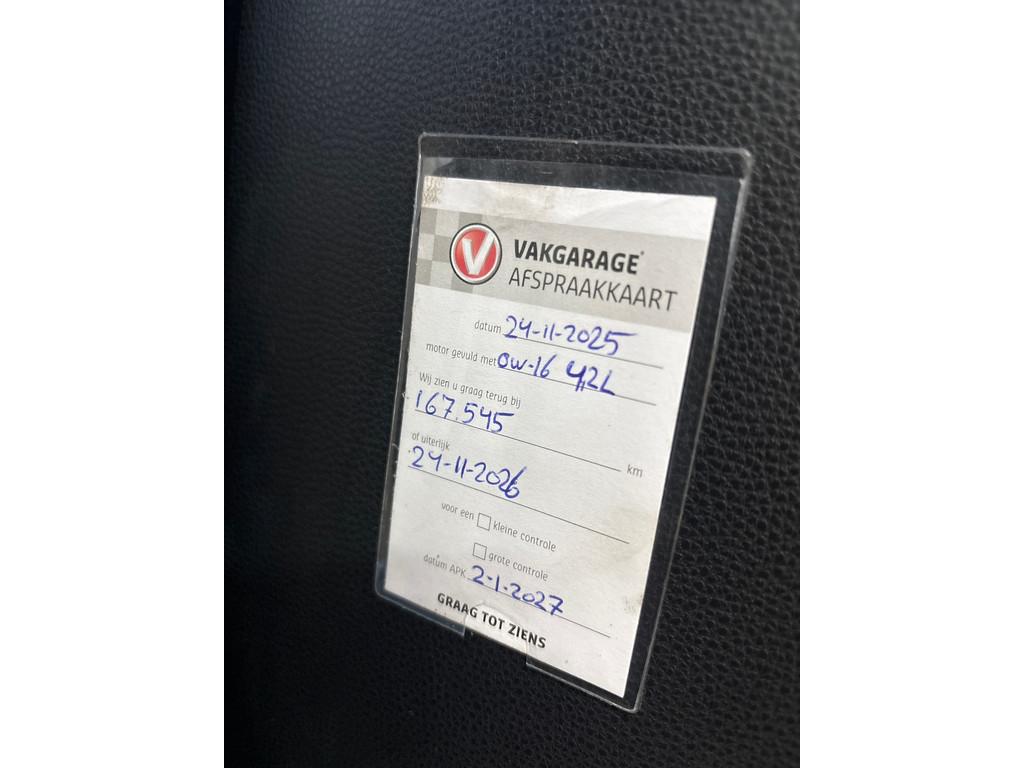 V VAKGARAGE
AFSPRAAKKAART
datum 24-11-2025
motor gevuld met 0W-16 4,2L
Wij zien u graag terug bij
167.545 km
of uiterlijk
24-11-2026
voor een kleine controle
grote controle
datum APK 2-1-2027
GRAAG TOT ZIENS